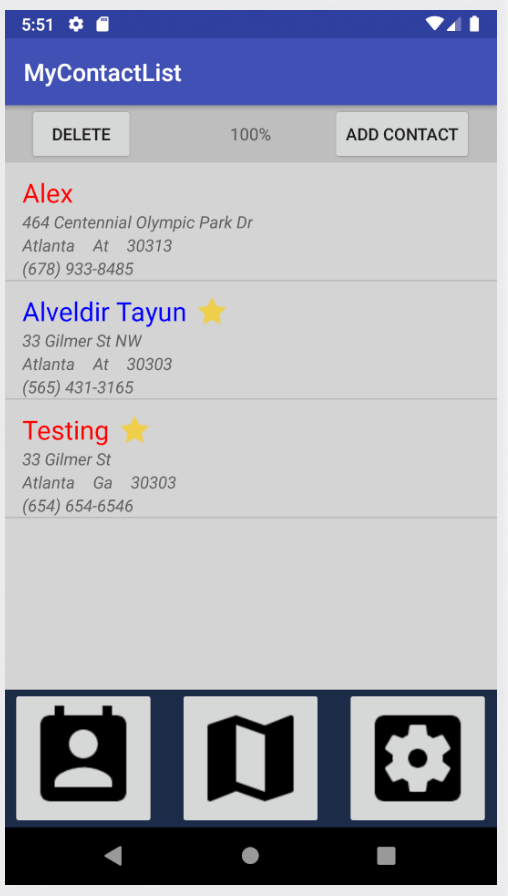 5:51
MyContactList
DELETE 100% ADD CONTACT
Alex
464 Centennial Olympic Park Dr
Atlanta At 30313
(678) 933-8485
Alveldir Tayun
33 Gilmer St NW
Atlanta At 30303
(565) 431-3165
Testing
33 Gilmer St
Atlanta Ga 30303
(654) 654-6546